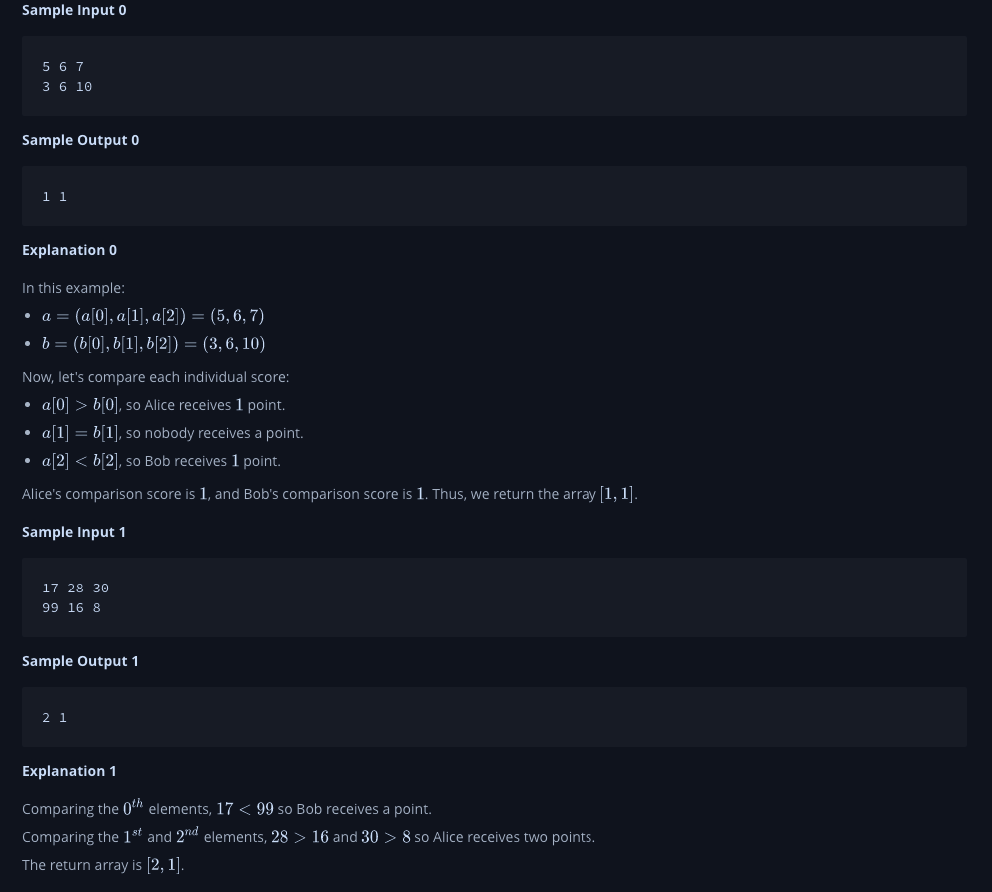 Sample Input 0
5 6 7
3 6 10
Sample Output 0
1 1
Explanation 0
In this example:
• a = (a[0], a[1], a[2]) = (5, 6, 7)
• b = (b[0], b[1], b[2]) = (3, 6, 10)
Now, let's compare each individual score:
• a[0] > b[0], so Alice receives 1 point.
• a[1] = b[1], so nobody receives a point.
• a[2] < b[2], so Bob receives 1 point.
Alice's comparison score is 1, and Bob's comparison score is 1. Thus, we return the array [1, 1].
Sample Input 1
17 28 30
99 16 8
Sample Output 1
2 1
Explanation 1
Comparing the 0th elements, 17 < 99 so Bob receives a point.
Comparing the 1st and 2nd elements, 28 > 16 and 30 > 8 so Alice receives two points.
The return array is [2, 1].